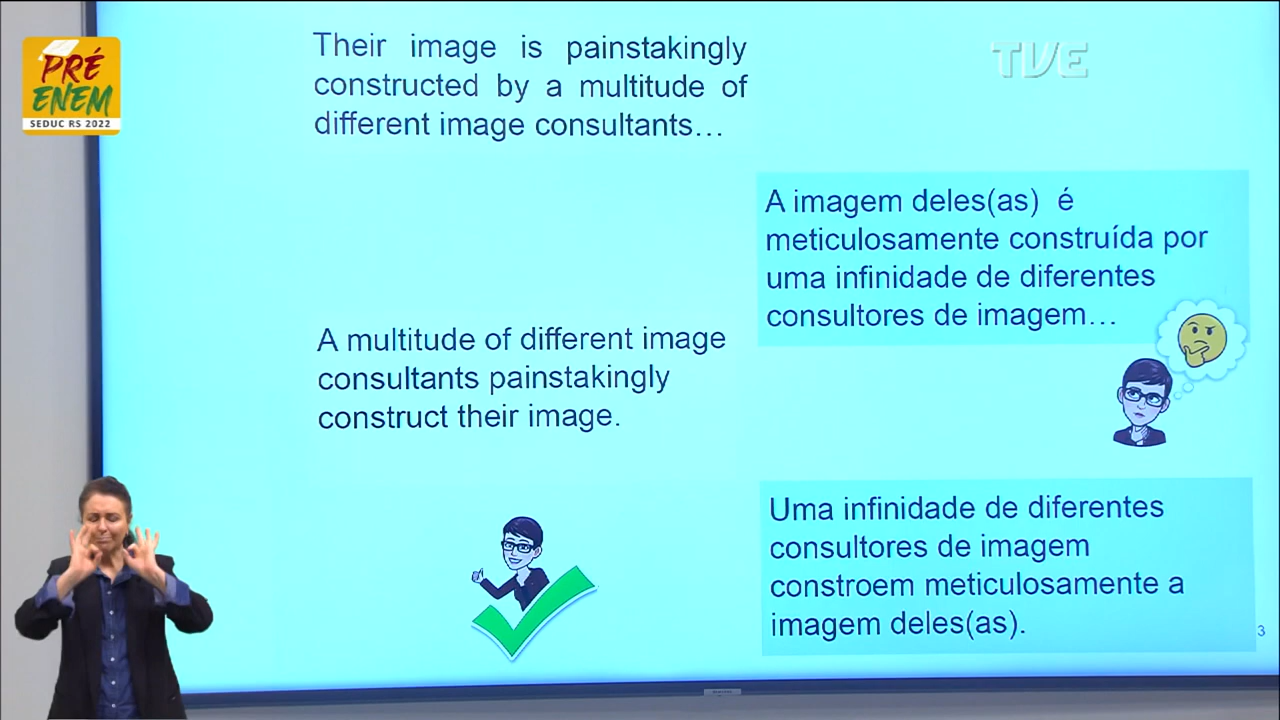 PRÉ
ENEM
SEDUC RS 2022
TVE
Their image is painstakingly
constructed by a multitude of
different image consultants…
A imagem deles(as) é
meticulosamente construída por
uma infinidade de diferentes
consultores de imagem…
A multitude of different image
consultants painstakingly
construct their image.
Uma infinidade de diferentes
consultores de imagem
constroem meticulosamente a
imagem deles(as).
3